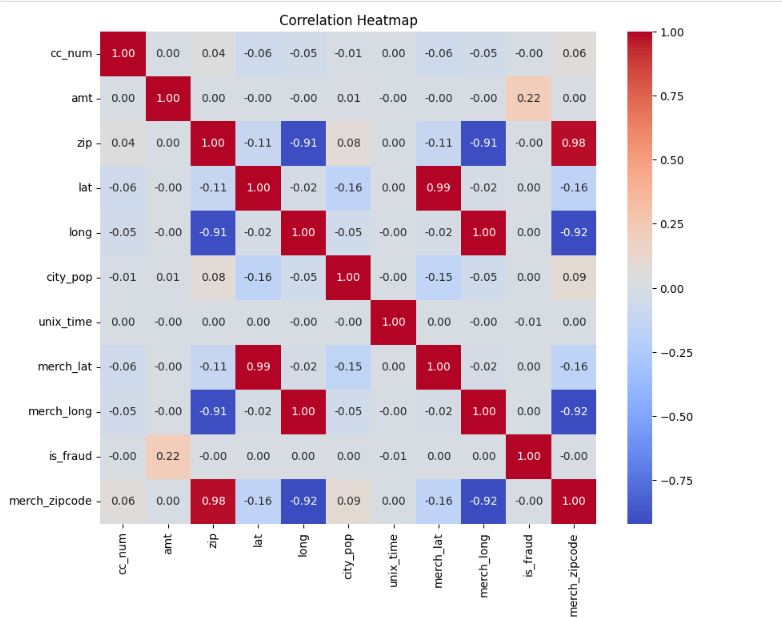 Correlation Heatmap
cc_num 1.00 0.00 0.04 -0.06 -0.05 -0.01 0.00 -0.06 -0.05 -0.00 0.06
amt 0.00 1.00 0.00 -0.00 -0.00 0.01 -0.00 -0.00 -0.00 0.22 0.00
zip 0.04 0.00 1.00 -0.11 -0.91 0.08 0.00 -0.11 -0.91 -0.00 0.98
lat -0.06 -0.00 -0.11 1.00 -0.02 -0.16 0.00 0.99 -0.02 0.00 -0.16
long -0.05 -0.00 -0.91 -0.02 1.00 -0.05 -0.00 -0.02 1.00 0.00 -0.92
city_pop -0.01 0.01 0.08 -0.16 -0.05 1.00 -0.00 -0.15 -0.05 0.00 0.09
unix_time 0.00 -0.00 0.00 0.00 -0.00 -0.00 1.00 0.00 -0.00 -0.01 0.00
merch_lat -0.06 -0.00 -0.11 0.99 -0.02 -0.15 0.00 1.00 -0.02 0.00 -0.16
merch_long -0.05 -0.00 -0.91 -0.02 1.00 -0.05 -0.00 -0.02 1.00 0.00 -0.92
is_fraud -0.00 0.22 -0.00 0.00 0.00 0.00 -0.01 0.00 0.00 1.00 -0.00
merch_zipcode 0.06 0.00 0.98 -0.16 -0.92 0.09 0.00 -0.16 -0.92 -0.00 1.00
cc_num amt zip lat long city_pop unix_time merch_lat merch_long is_fraud merch_zipcode
1.00
0.75
0.50
0.25
0.00
−0.25
−0.50
−0.75